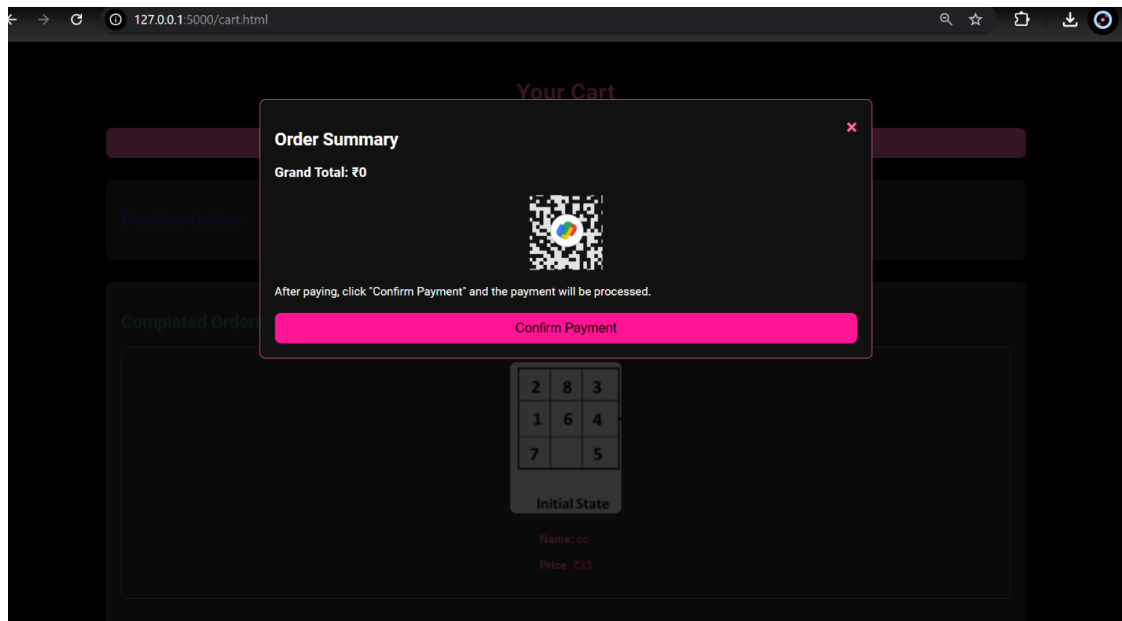 127.0.0.1:5000/cart.html
Your Cart
Order Summary
Grand Total: ₹0
After paying, click "Confirm Payment" and the payment will be processed.
Confirm Payment
Pending Orders
Completed Orders
2 8 3
1 6 4
7 5
Initial State
Name: cc
Price: ₹33